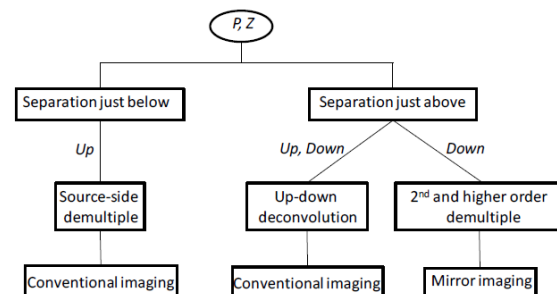 P, Z
Separation just below
Separation just above
Up
Up, Down
Down
Source-side
demultiple
Up-down
deconvolution
2nd and higher order
demultiple
Conventional imaging
Conventional imaging
Mirror imaging